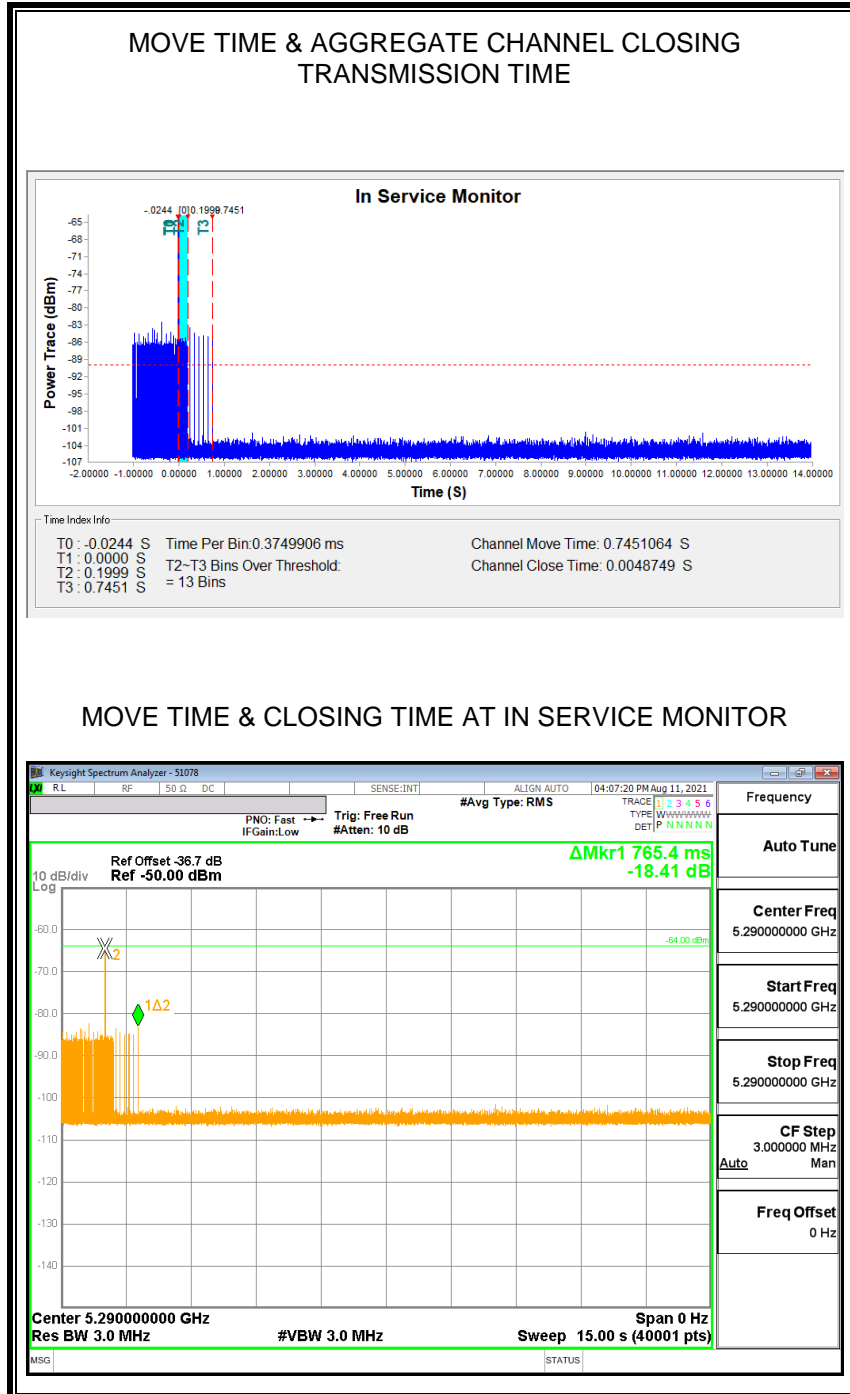 MOVE TIME & AGGREGATE CHANNEL CLOSING
TRANSMISSION TIME
In Service Monitor
-.0244 [0]0.1999.7451
T2
T3
Power Trace (dBm)
-65
-68
-71
-74
-77
-80
-83
-86
-89
-92
-95
-98
-101
-104
-107
-2.00000 -1.00000 0.00000 1.00000 2.00000 3.00000 4.00000 5.00000 6.00000 7.00000 8.00000 9.00000 10.00000 11.00000 12.00000 13.00000 14.00000
Time (S)
Time Index Info
T0 : -0.0244 S Time Per Bin:0.3749906 ms Channel Move Time: 0.7451064 S
T1 : 0.0000 S
T2 : 0.1999 S T2~T3 Bins Over Threshold: Channel Close Time: 0.0048749 S
T3 : 0.7451 S = 13 Bins
MOVE TIME & CLOSING TIME AT IN SERVICE MONITOR
Keysight Spectrum Analyzer - 51078
LXI RL RF 50 Ω DC SENSE:INT ALIGN AUTO 04:07:20 PM Aug 11, 2021
#Avg Type: RMS
TRACE 1 2 3 4 5 6
PNO: Fast Trig: Free Run TYPE WWWWWW
IFGain:Low #Atten: 10 dB DET P N N N N N
Frequency
Auto Tune
Center Freq
5.290000000 GHz
Start Freq
5.290000000 GHz
Stop Freq
5.290000000 GHz
CF Step
3.000000 MHz
Auto Man
Freq Offset
0 Hz
ΔMkr1 765.4 ms
-18.41 dB
Ref Offset -36.7 dB
10 dB/div Ref -50.00 dBm
Log
-60.0
-64.00 dBm
2
-70.0
1Δ2
-80.0
-90.0
-100
-110
-120
-130
-140
Center 5.290000000 GHz Span 0 Hz
Res BW 3.0 MHz #VBW 3.0 MHz Sweep 15.00 s (40001 pts)
MSG STATUS